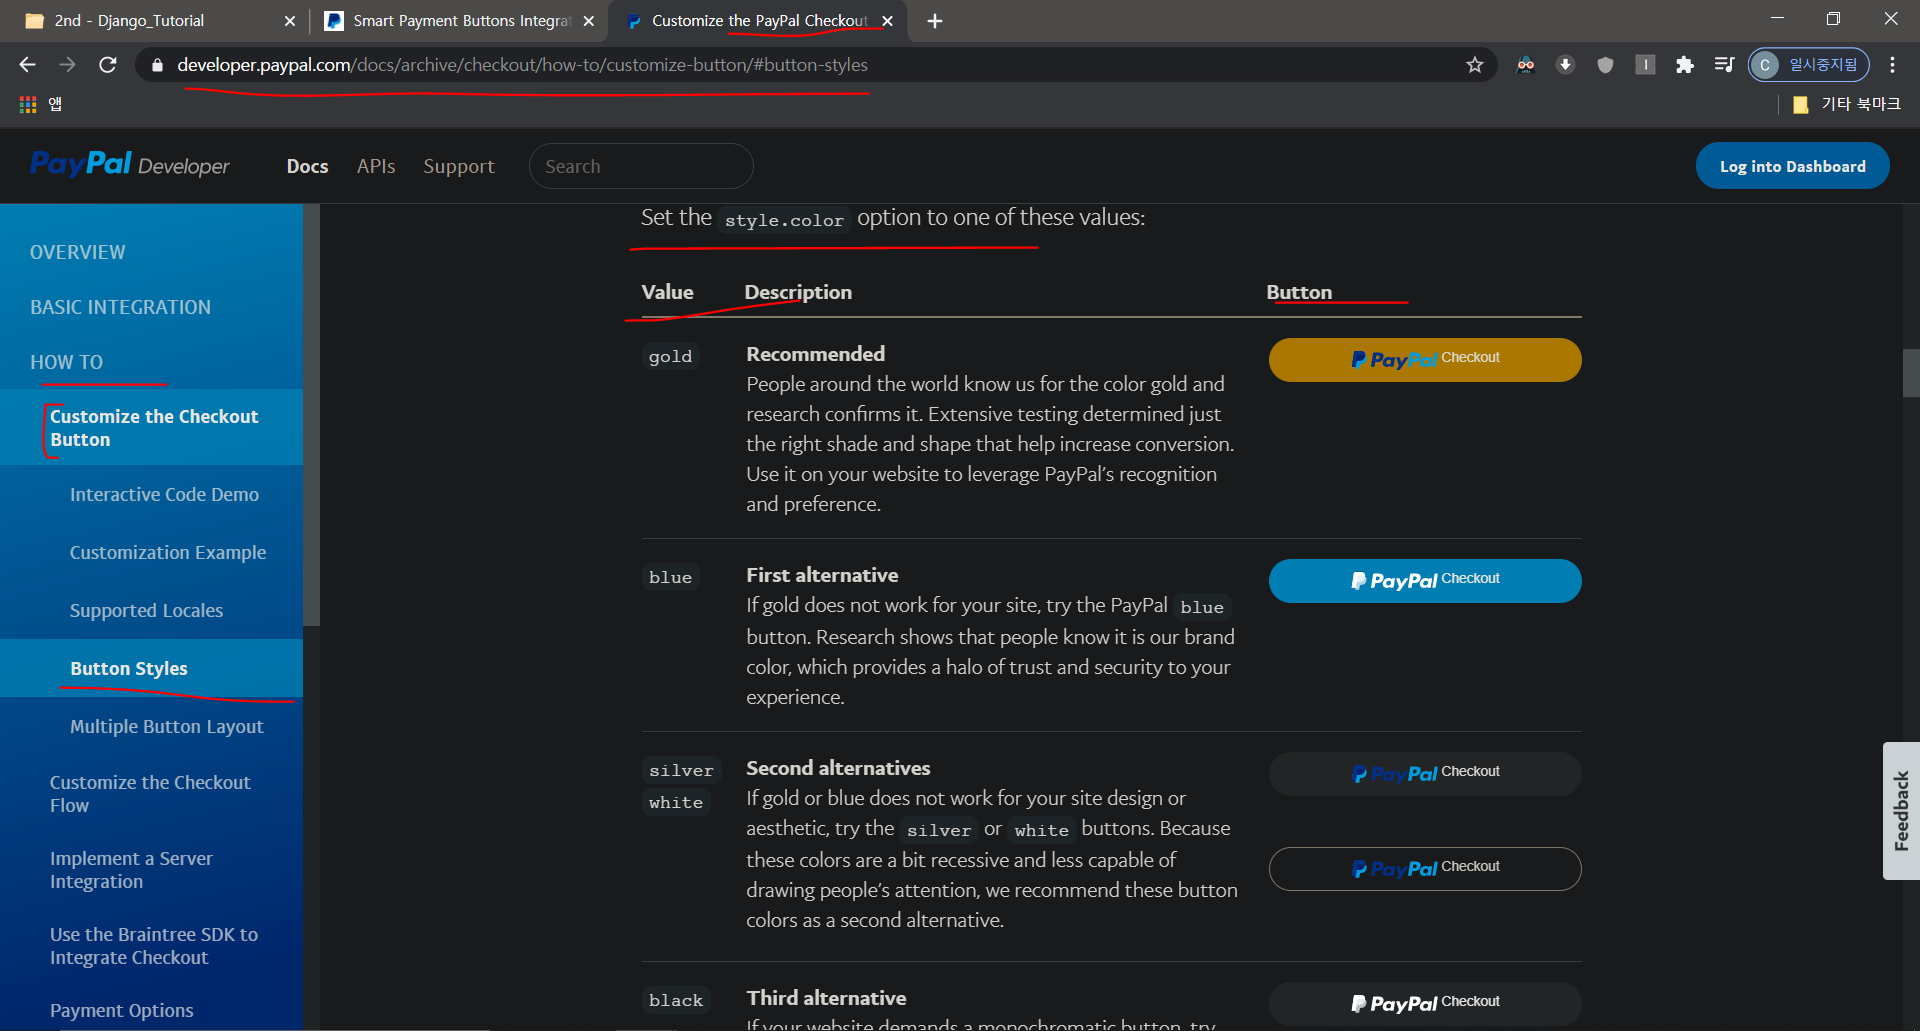 2nd - Django_Tutorial
Smart Payment Buttons Integrat
Customize the PayPal Checkout
developer.paypal.com/docs/archive/checkout/how-to/customize-button/#button-styles
I
C 일시중지됨
앱
기타 북마크
PayPal Developer
Docs
APIs
Support
Search
Log into Dashboard
OVERVIEW
BASIC INTEGRATION
HOW TO
Customize the Checkout
Button
Interactive Code Demo
Customization Example
Supported Locales
Button Styles
Multiple Button Layout
Customize the Checkout
Flow
Implement a Server
Integration
Use the Braintree SDK to
Integrate Checkout
Payment Options
Set the style.color option to one of these values:
Value Description Button
gold
Recommended
People around the world know us for the color gold and
research confirms it. Extensive testing determined just
the right shade and shape that help increase conversion.
Use it on your website to leverage PayPal's recognition
and preference.
PayPal Checkout
blue
First alternative
If gold does not work for your site, try the PayPal blue
button. Research shows that people know it is our brand
color, which provides a halo of trust and security to your
experience.
PayPal Checkout
silver
white
Second alternatives
If gold or blue does not work for your site design or
aesthetic, try the silver or white buttons. Because
these colors are a bit recessive and less capable of
drawing people's attention, we recommend these button
colors as a second alternative.
PayPal Checkout
PayPal Checkout
black
Third alternative
If your website demands a monochromatic button, try
PayPal Checkout
Feedback